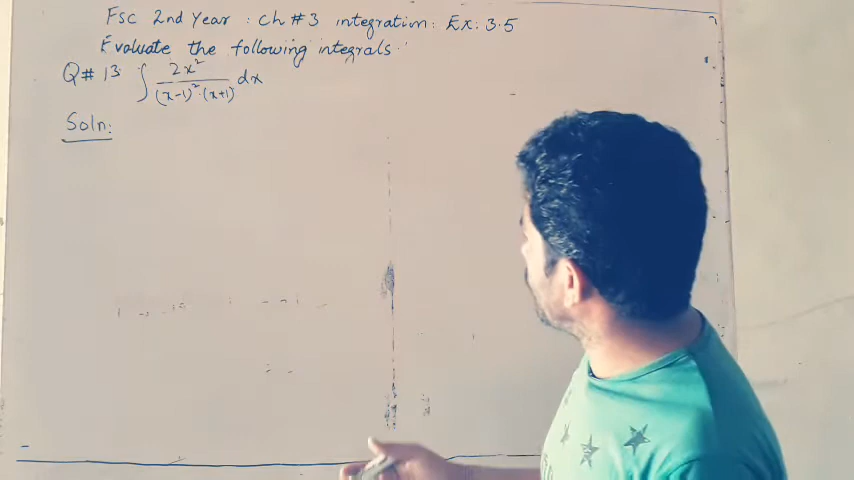 FSC 2nd Year : Ch # 3 integration: Ex: 3.5
Evaluate the following integrals.
Q# 13 ∫ 2x² / (x-1)².(x+1) dx
Soln: